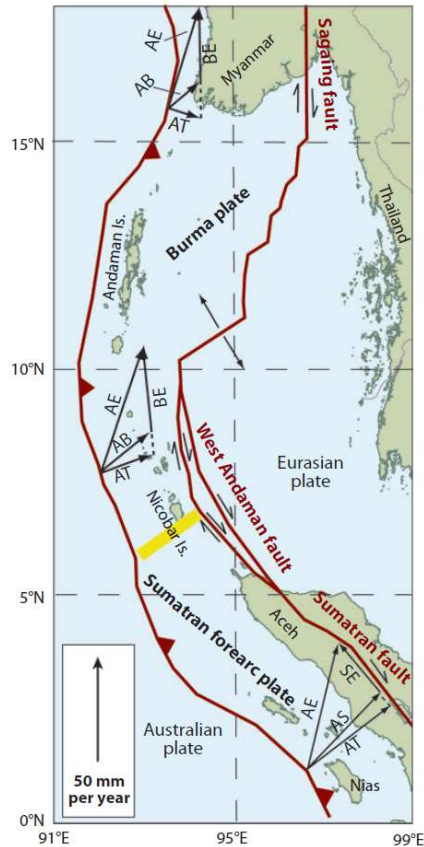 AE
BE
AB
AT
Myanmar
Sagaing fault
15°N
Thailand
Andaman Is.
Burma plate
10°N
AE
BE
AB
AT
West Andaman fault
Eurasian
plate
Nicobar Is.
5°N
Sumatran forearc plate
Aceh
Sumatran fault
SE
AE
AS
AT
Australian
plate
50 mm
per year
Nias
0°N
91°E
95°E
99°E